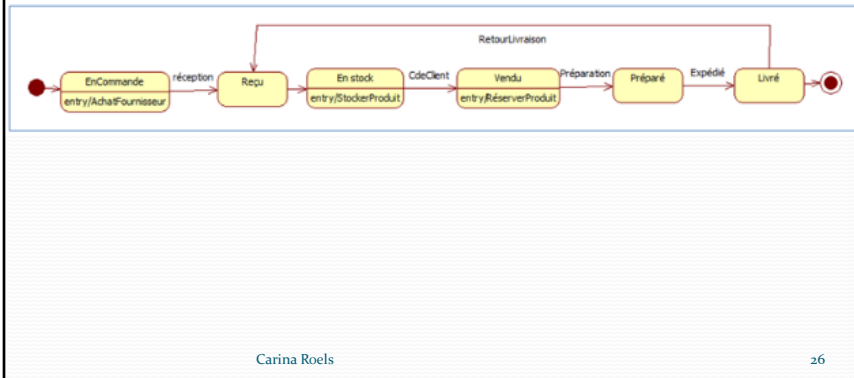 RetourLivraison
EnCommande
entry/AchatFournisseur
réception
Reçu
En stock
entry/StockerProduit
CdeClient
Vendu
entry/RéserverProduit
Préparation
Préparé
Expédié
Livré
Carina Roels
26